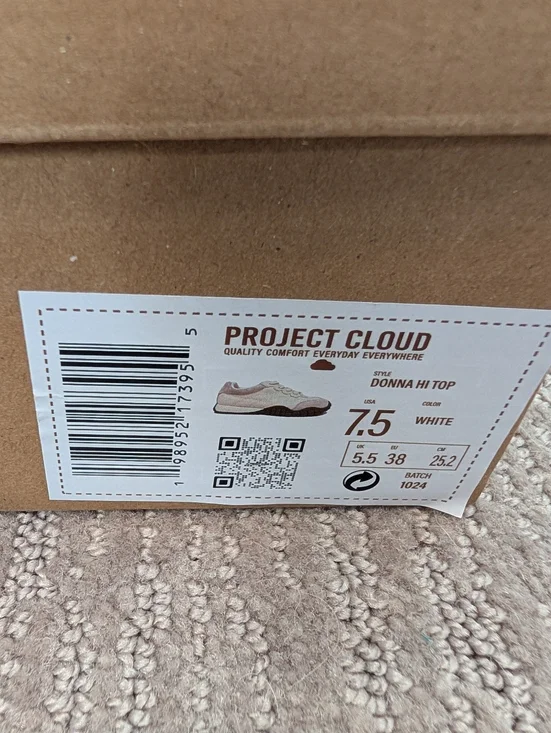 PROJECT CLOUD
QUALITY COMFORT EVERYDAY EVERYWHERE
STYLE
DONNA HI TOP
USA
7.5
COLOR
WHITE
UK EU CM
5.5 38 25.2
BATCH
1024
1 98952 17395 5